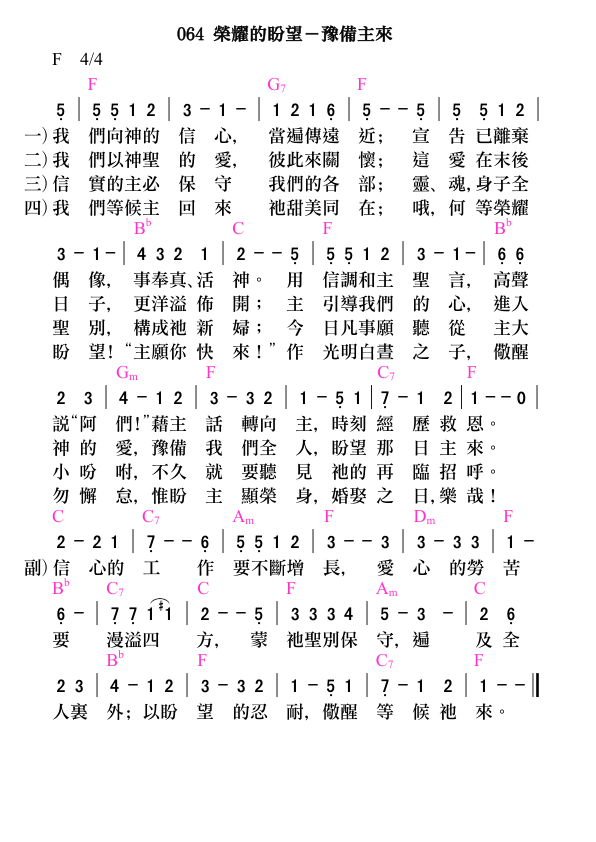 064 榮耀的盼望－豫備主來
F 4/4
F G7 F
5 | 5 5 1 2 | 3 − 1 − | 1 2 1 6 | 5 − − 5 | 5 5 1 2 |
一)我 們向神的 信 心, 當遍傳遠 近； 宣 告 已離棄
二)我 們以神聖 的 愛, 彼此來關 懷； 這 愛 在末後
三)信 實的主必 保 守 我們的各 部； 靈、魂,身子全
四)我 們等候主 回 來 祂甜美同 在； 哦,何 等榮耀
Bb C F Bb
3 − 1 − | 4 3 2 1 | 2 − − 5 | 5 5 1 2 | 3 − 1 − | 6 6
偶 像, 事奉真、活 神。 用 信調和主 聖 言, 高聲
日 子, 更洋溢 佈 開； 主 引導我們 的 心, 進入
聖 別, 構成祂 新 婦； 今 日凡事願 聽 從 主大
盼 望!“主願你 快 來!”作 光明白晝 之 子, 儆醒
Gm F C7 F
2 3 | 4 − 1 2 | 3 − 3 2 | 1 − 5 1 | 7 − 1 2 | 1 − − 0 |
說“阿 們!”藉主 話 轉向 主, 時刻 經 歷 救 恩。
神 的 愛, 豫備 我 們全 人, 盼望 那 日 主 來。
小 吩 咐, 不久 就 要聽 見 祂的 再 臨 招 呼。
勿 懈 怠, 惟盼 主 顯榮 身, 婚娶 之 日, 樂 哉!
C C7 Am F Dm F
2 − 2 1 | 7 − − 6 | 5 5 1 2 | 3 − − 3 | 3 − 3 3 | 1 −
副)信 心的 工 作 要不斷增 長, 愛 心 的勞 苦
Bb C7 C F Am C
6 − | 7 7 1 #1 | 2 − − 5 | 3 3 3 4 | 5 − 3 − | 2 6
要 漫溢四 方, 蒙 祂聖別保 守, 遍 及 全
Bb F C7 F
2 3 | 4 − 1 2 | 3 − 3 2 | 1 − 5 1 | 7 − 1 2 | 1 − − ‖
人裏 外； 以盼 望 的忍 耐, 儆醒 等 候 祂 來。